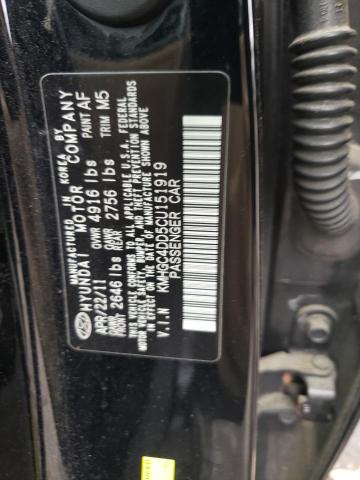 MANUFACTURED IN KOREA BY
HYUNDAI MOTOR COMPANY
APR/22/11 GVWR 4916 lbs PAINT AF
GAWR FRONT 2646 lbs GAWR REAR 2756 lbs TRIM M5
THIS VEHICLE CONFORMS TO ALL APPLICABLE U.S.A. FEDERAL
MOTOR VEHICLE SAFETY, BUMPER, AND THEFT PREVENTION STANDARDS
IN EFFECT ON THE DATE OF MANUFACTURE SHOWN ABOVE.
KMHGC4DD5CU151919
V.I.N PASSENGER CAR